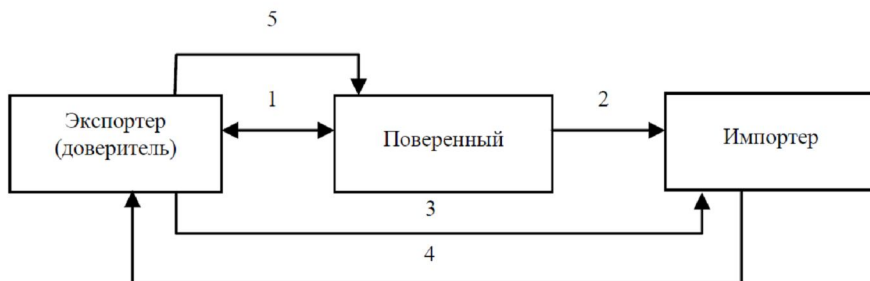 5
1
2
Экспортер
(доверитель)
Поверенный
Импортер
3
4